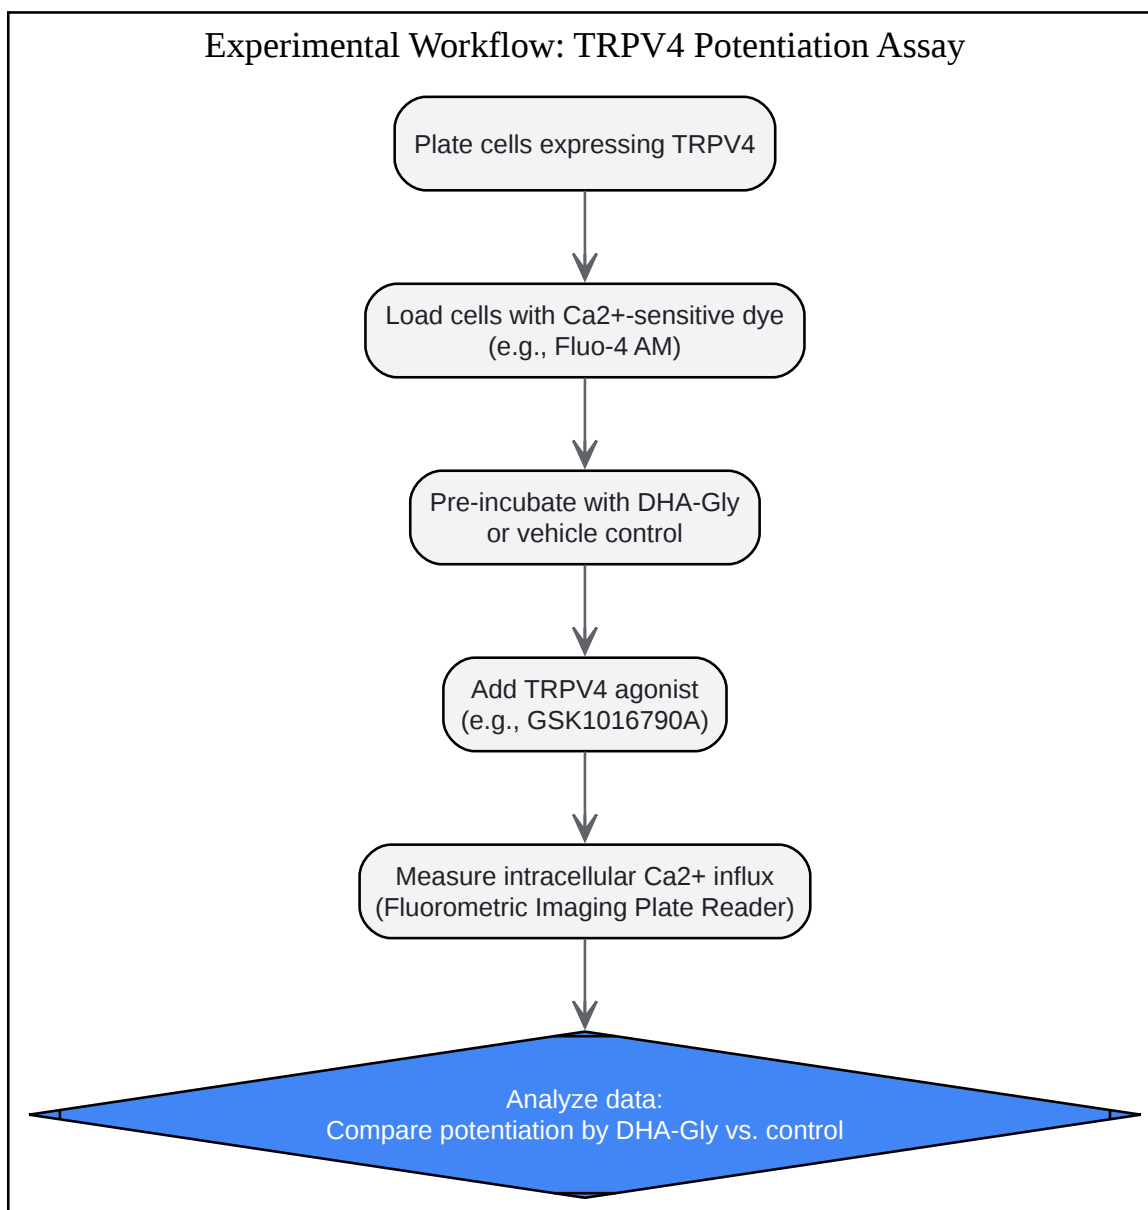 Experimental Workflow: TRPV4 Potentiation Assay
Plate cells expressing TRPV4
Load cells with Ca2+-sensitive dye
(e.g., Fluo-4 AM)
Pre-incubate with DHA-Gly
or vehicle control
Add TRPV4 agonist
(e.g., GSK1016790A)
Measure intracellular Ca2+ influx
(Fluorometric Imaging Plate Reader)
Analyze data:
Compare potentiation by DHA-Gly vs. control